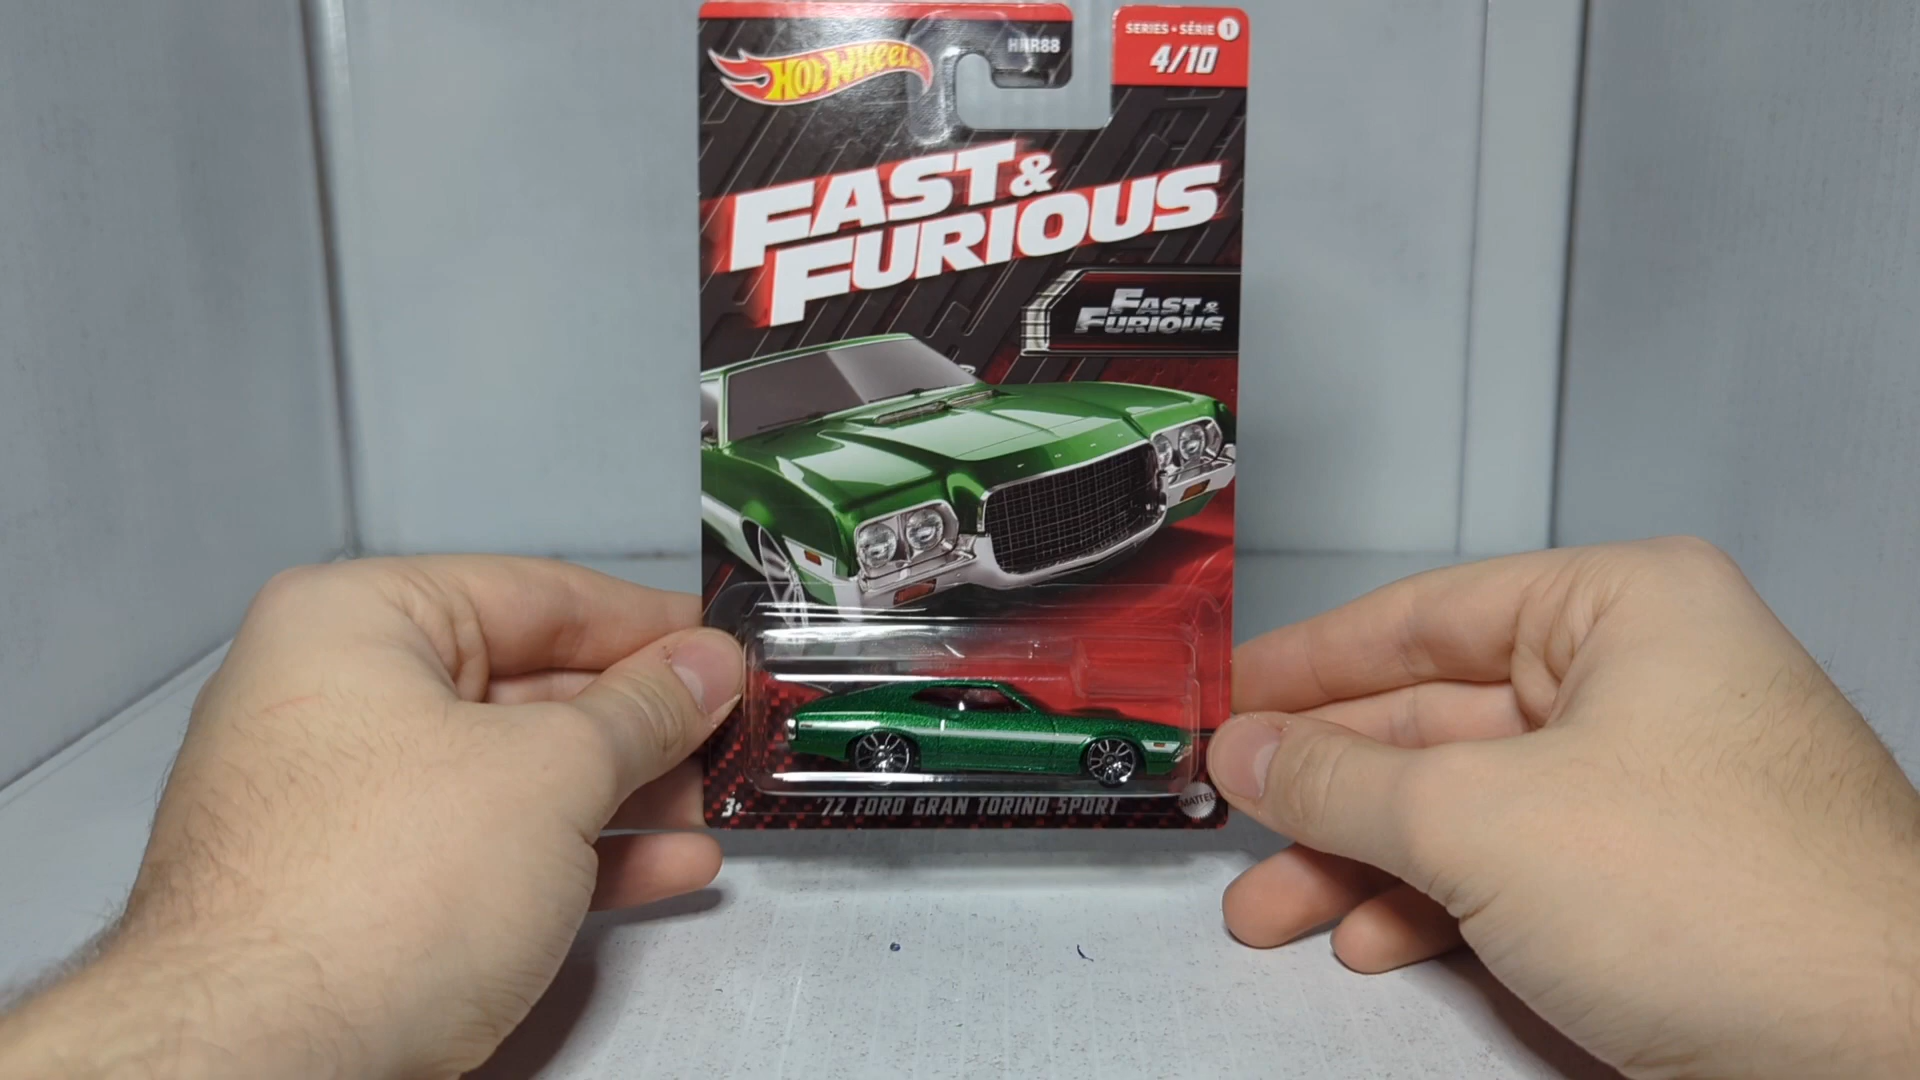 HOT WHEELS
HRR88
SERIES • SÉRIE 1
4/10
FAST &
FURIOUS
FAST &
FURIOUS
FORD
3+
'72 FORD GRAN TORINO SPORT
MATTEL